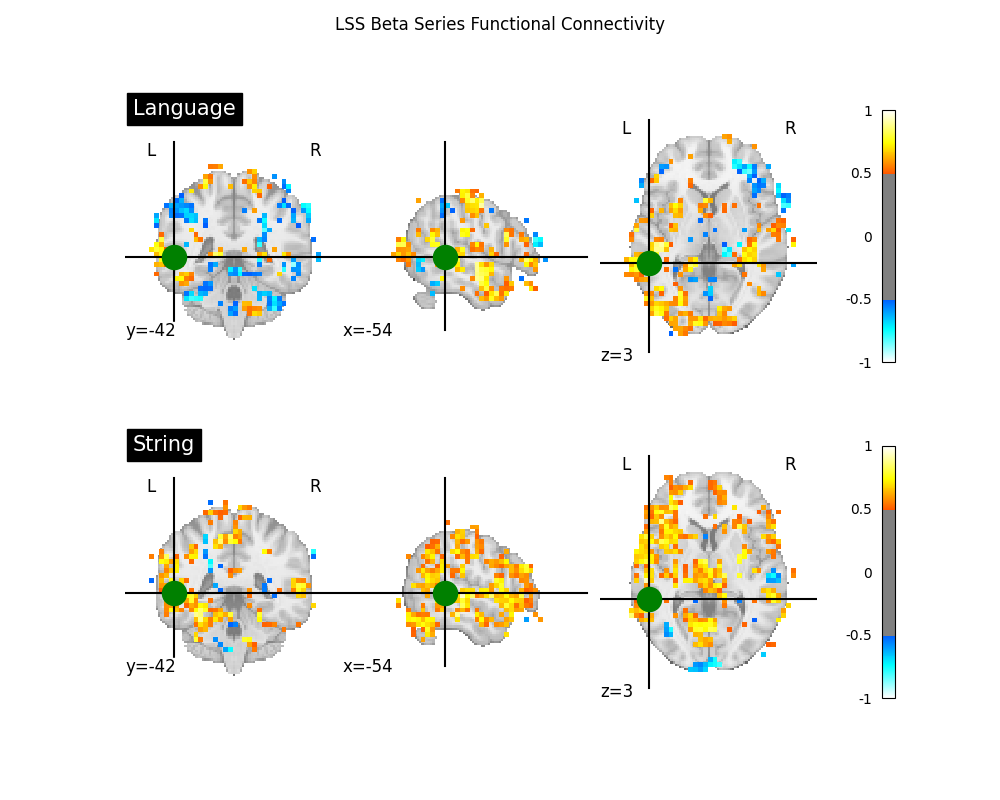 LSS Beta Series Functional Connectivity
Language
L R
L R
y=-42 x=-54
z=3
1
0.5
0
-0.5
-1
String
L R
L R
y=-42 x=-54
z=3
1
0.5
0
-0.5
-1